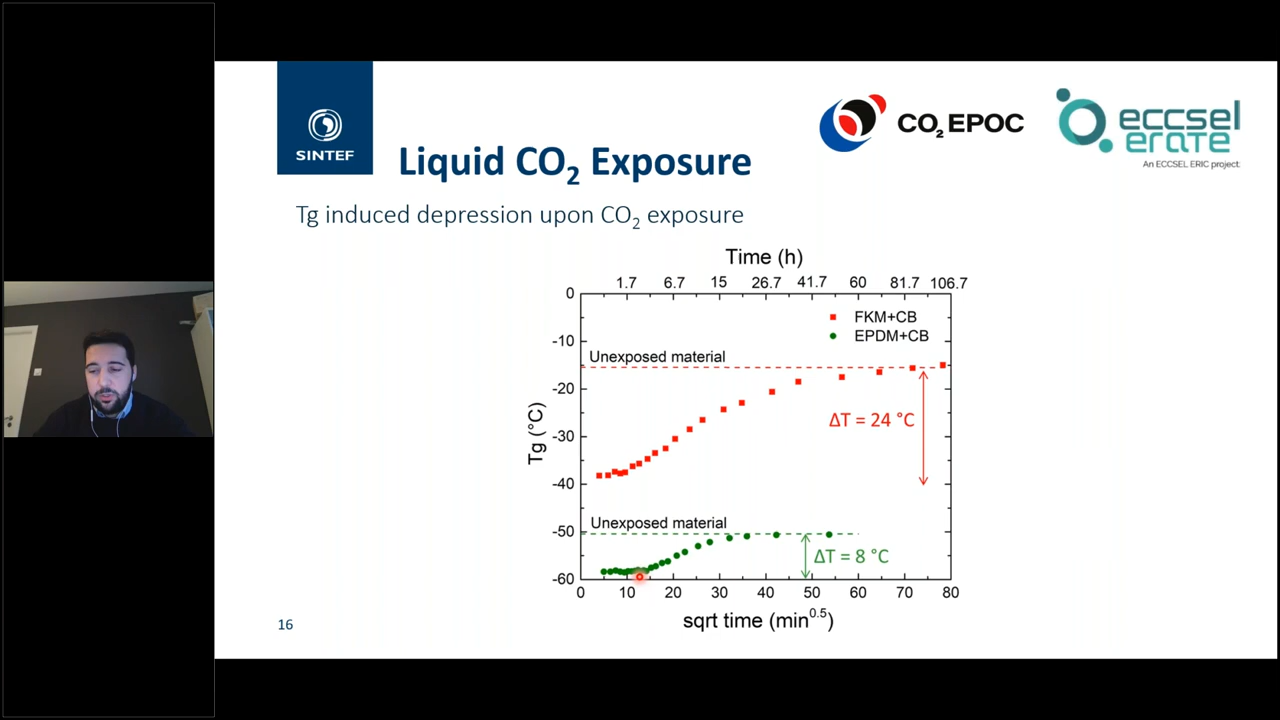 SINTEF
CO₂ EPOC
eccsel
erate
An ECCSEL ERIC project.
Liquid CO₂ Exposure
Tg induced depression upon CO₂ exposure
Time (h)
1.7 6.7 15 26.7 41.7 60 81.7 106.7
FKM+CB
EPDM+CB
Unexposed material
ΔT = 24 °C
Unexposed material
ΔT = 8 °C
Tg (°C)
0
-10
-20
-30
-40
-50
-60
0 10 20 30 40 50 60 70 80
sqrt time (min⁰·⁵)
16